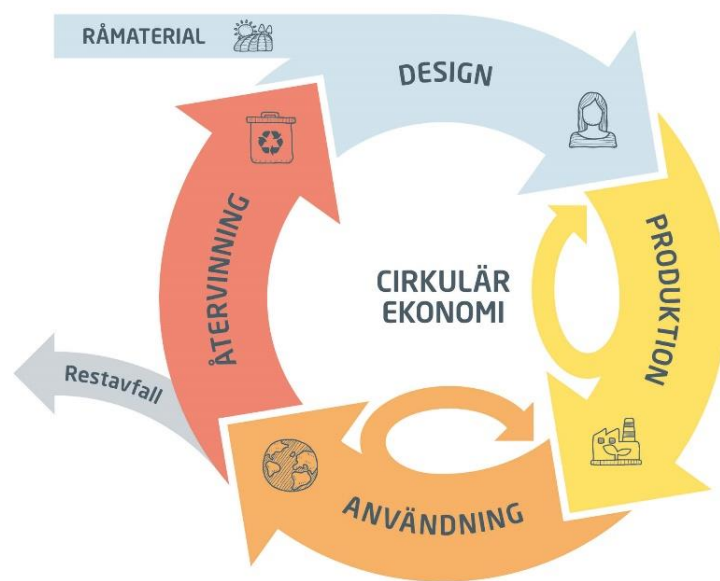 RÅMATERIAL
DESIGN
PRODUKTION
CIRKULÄR
EKONOMI
ANVÄNDNING
ÅTERVINNING
Restavfall